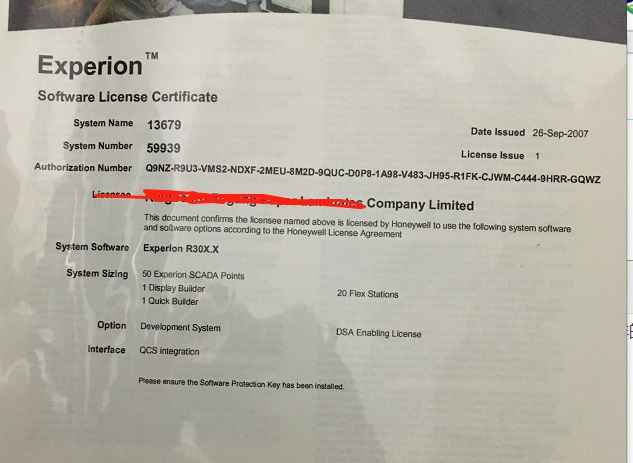 Experion™
Software License Certificate
System Name 13679
Date Issued 26-Sep-2007
System Number 59939
License Issue 1
Authorization Number Q9NZ-R9U3-VMS2-NDXF-2MEU-8M2D-9QUC-D0P8-1A98-V483-JH95-R1FK-CJWM-C444-9HRR-GQWZ
Licensee Company Limited
This document confirms the licensee named above is licensed by Honeywell to use the following system software
and software options according to the Honeywell License Agreement
System Software Experion R30X.X
System Sizing 50 Experion SCADA Points
1 Display Builder 20 Flex Stations
1 Quick Builder
Option Development System DSA Enabling License
Interface QCS integration
Please ensure the Software Protection Key has been installed.